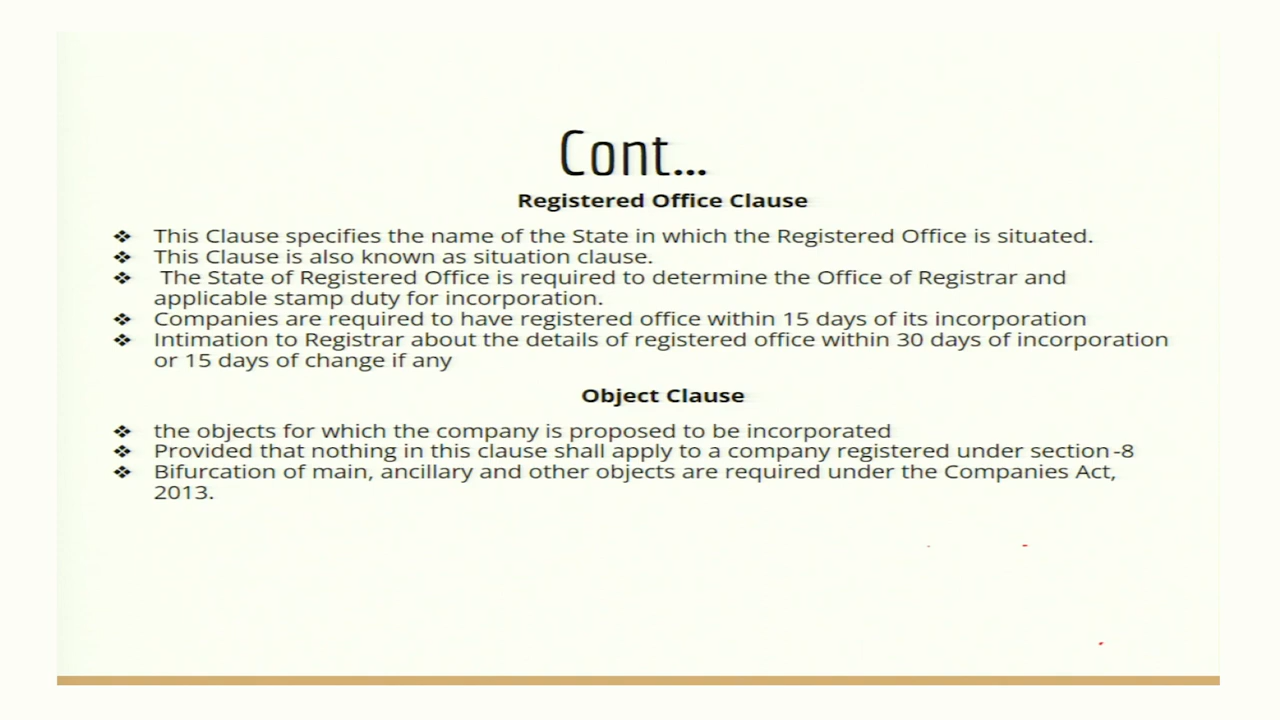 Cont...
Registered Office Clause
❖ This Clause specifies the name of the State in which the Registered Office is situated.
❖ This Clause is also known as situation clause.
❖ The State of Registered Office is required to determine the Office of Registrar and
applicable stamp duty for incorporation.
❖ Companies are required to have registered office within 15 days of its incorporation
❖ Intimation to Registrar about the details of registered office within 30 days of incorporation
or 15 days of change if any
Object Clause
❖ the objects for which the company is proposed to be incorporated
❖ Provided that nothing in this clause shall apply to a company registered under section-8
❖ Bifurcation of main, ancillary and other objects are required under the Companies Act,
2013.